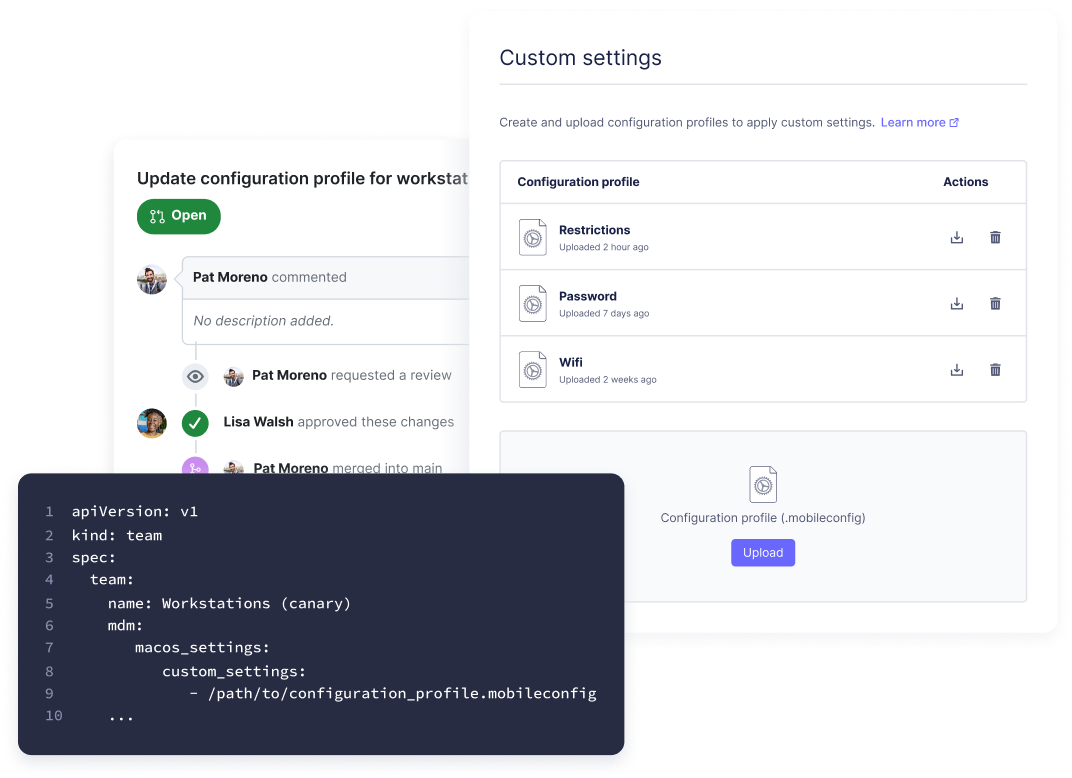 Custom settings
Create and upload configuration profiles to apply custom settings. Learn more
Configuration profile Actions
Restrictions
Uploaded 2 hour ago
Password
Uploaded 7 days ago
Wifi
Uploaded 2 weeks ago
Configuration profile (.mobileconfig)
Upload
Update configuration profile for workstat
Open
Pat Moreno commented
No description added.
Pat Moreno requested a review
Lisa Walsh approved these changes
Pat Moreno merged into main
1 apiVersion: v1
2 kind: team
3 spec:
4 team:
5 name: Workstations (canary)
6 mdm:
7 macos_settings:
8 custom_settings:
9 - /path/to/configuration_profile.mobileconfig
10 ...